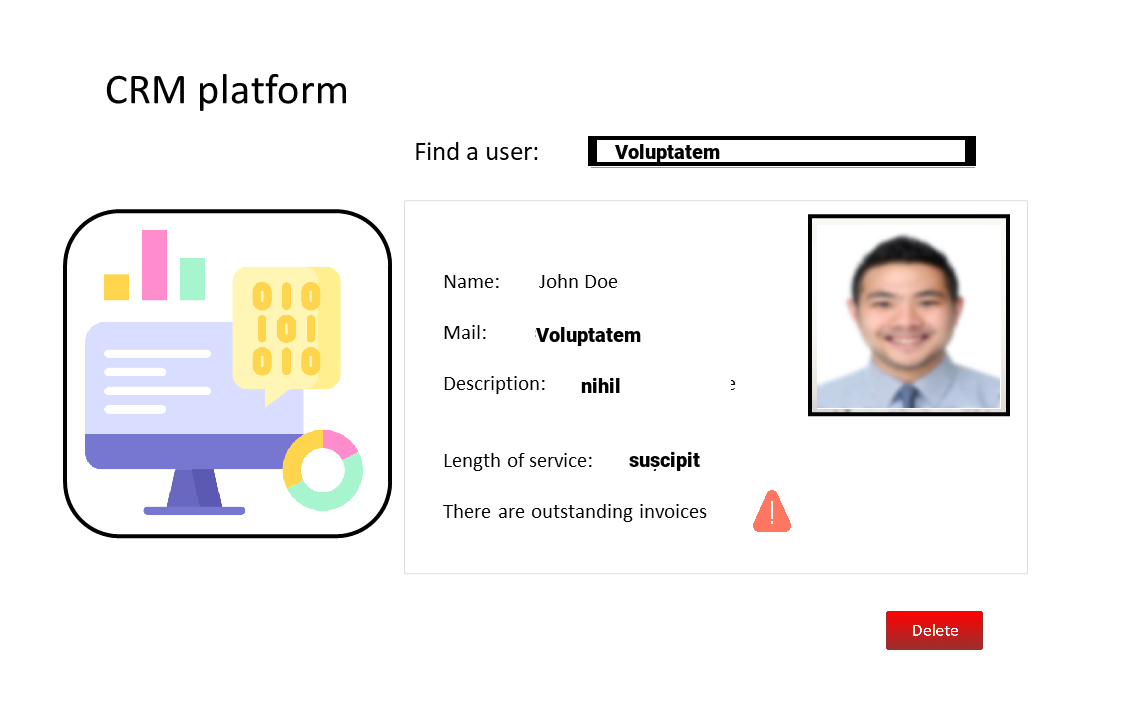 CRM platform
Find a user: Voluptatem
010
101
010
Name: John Doe
Mail: Voluptatem
Description: nihil e
Length of service: suscipit
There are outstanding invoices
Delete